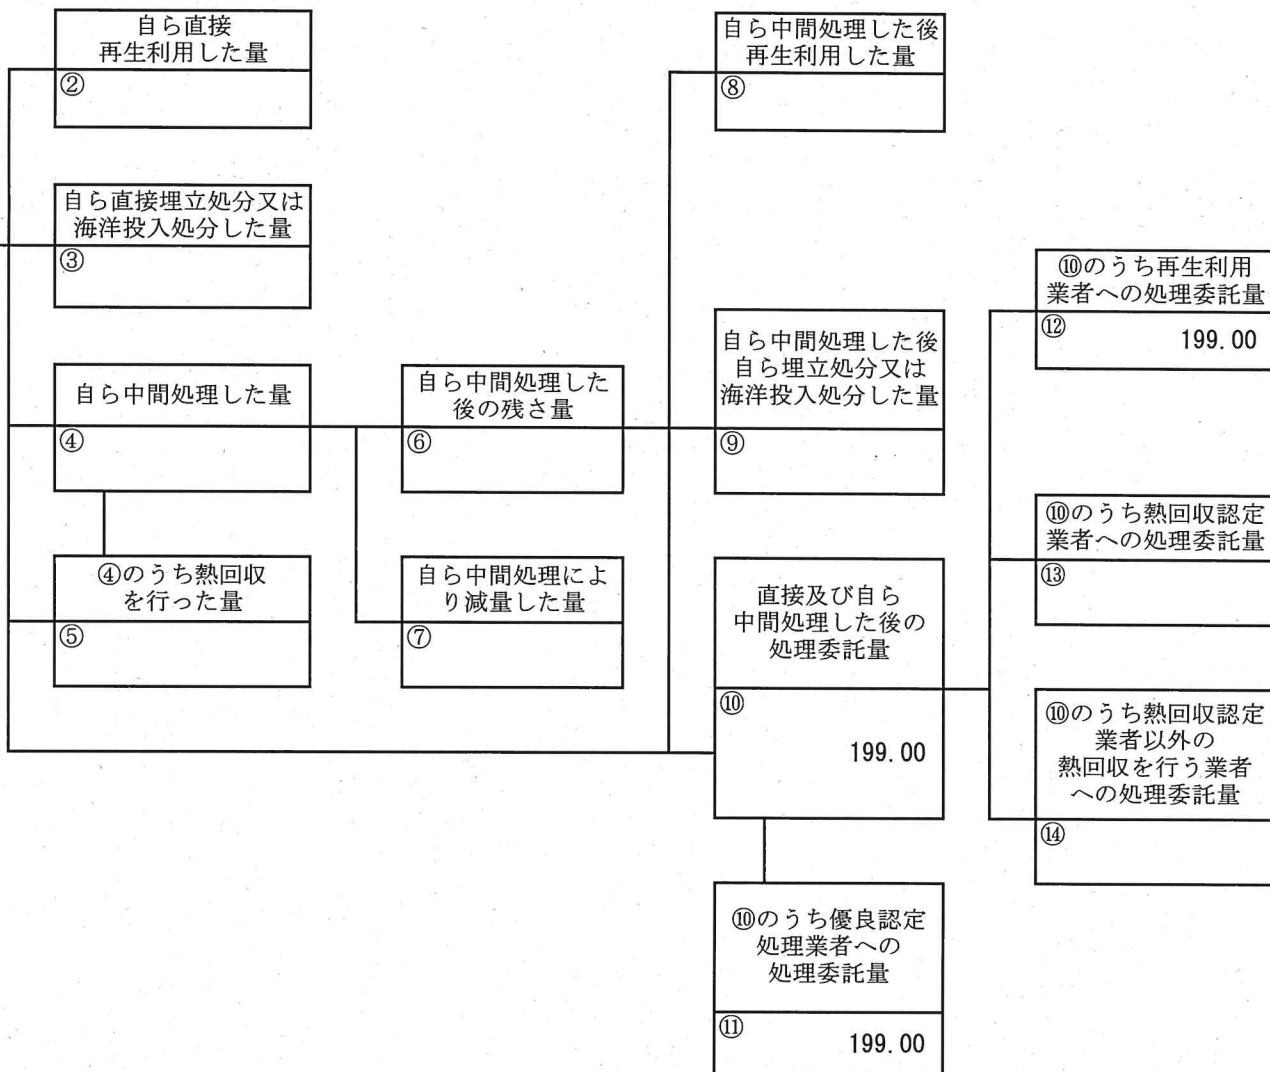 自ら直接
再生利用した量
②
自ら直接埋立処分又は
海洋投入処分した量
③
自ら中間処理した量
④
④のうち熱回収
を行った量
⑤
自ら中間処理した
後の残さ量
⑥
自ら中間処理によ
り減量した量
⑦
自ら中間処理した後
再生利用した量
⑧
自ら中間処理した後
自ら埋立処分又は
海洋投入処分した量
⑨
直接及び自ら
中間処理した後の
処理委託量
⑩
199.00
⑩のうち優良認定
処理業者への
処理委託量
⑪
199.00
⑩のうち再生利用
業者への処理委託量
⑫
199.00
⑩のうち熱回収認定
業者への処理委託量
⑬
⑩のうち熱回収認定
業者以外の
熱回収を行う業者
への処理委託量
⑭